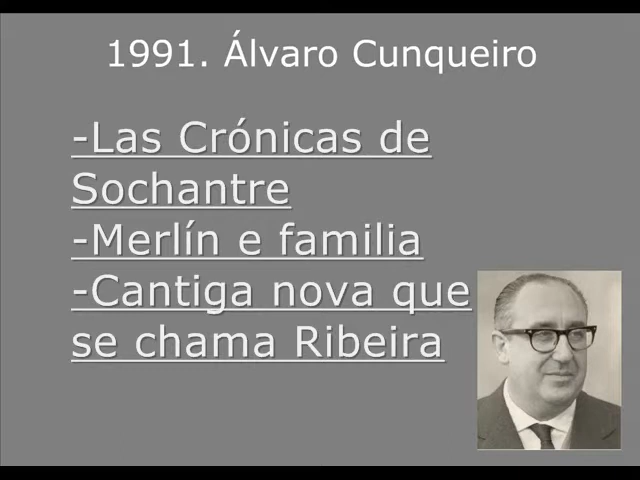 1991. Álvaro Cunqueiro
-Las Crónicas de
Sochantre
-Merlín e familia
-Cantiga nova que
se chama Ribeira